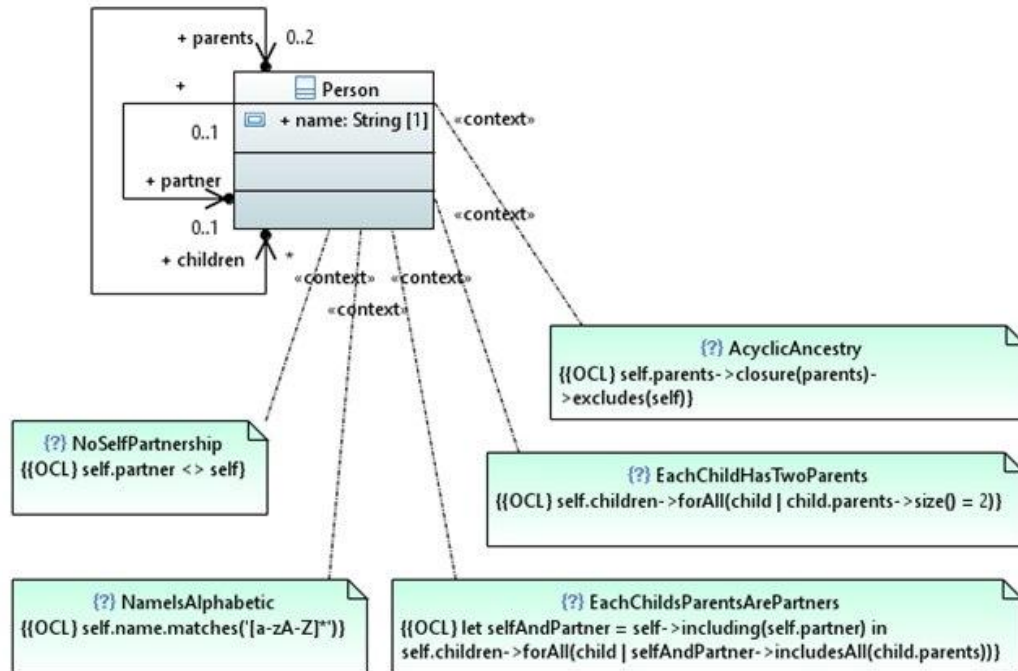 + parents
0..2
+
Person
+ name: String [1]
«context»
0..1
+ partner
«context»
0..1
+ children
*
«context»
«context»
«context»
{?} AcyclicAncestry
{{OCL} self.parents->closure(parents)-
>excludes(self)}
{?} NoSelfPartnership
{{OCL} self.partner <> self}
{?} EachChildHasTwoParents
{{OCL} self.children->forAll(child | child.parents->size() = 2)}
{?} NameIsAlphabetic
{{OCL} self.name.matches('[a-zA-Z]*')}
{?} EachChildsParentsArePartners
{{OCL} let selfAndPartner = self->including(self.partner) in
self.children->forAll(child | selfAndPartner->includesAll(child.parents))}